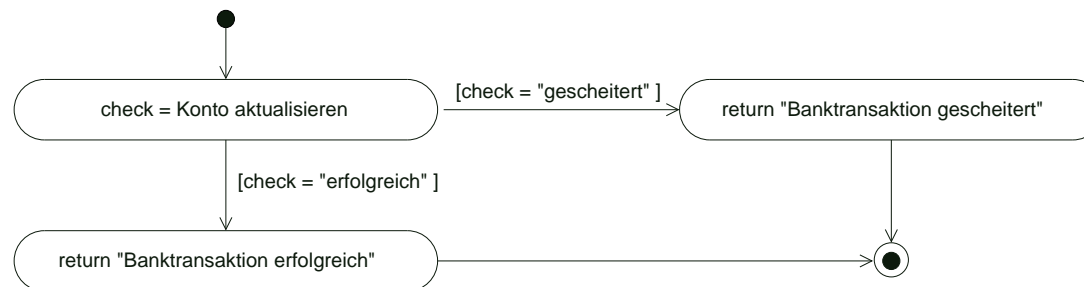 check = Konto aktualisieren
[check = "gescheitert" ]
return "Banktransaktion gescheitert"
[check = "erfolgreich" ]
return "Banktransaktion erfolgreich"